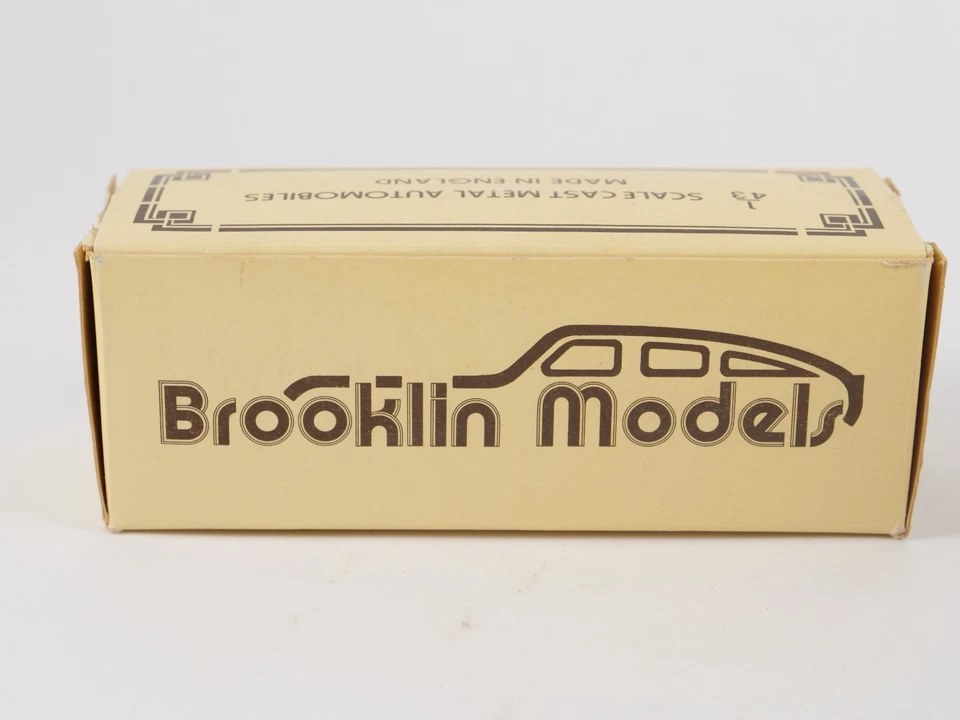 1/43 SCALE CAST METAL AUTOMOBILES
MADE IN ENGLAND
Brooklin Models